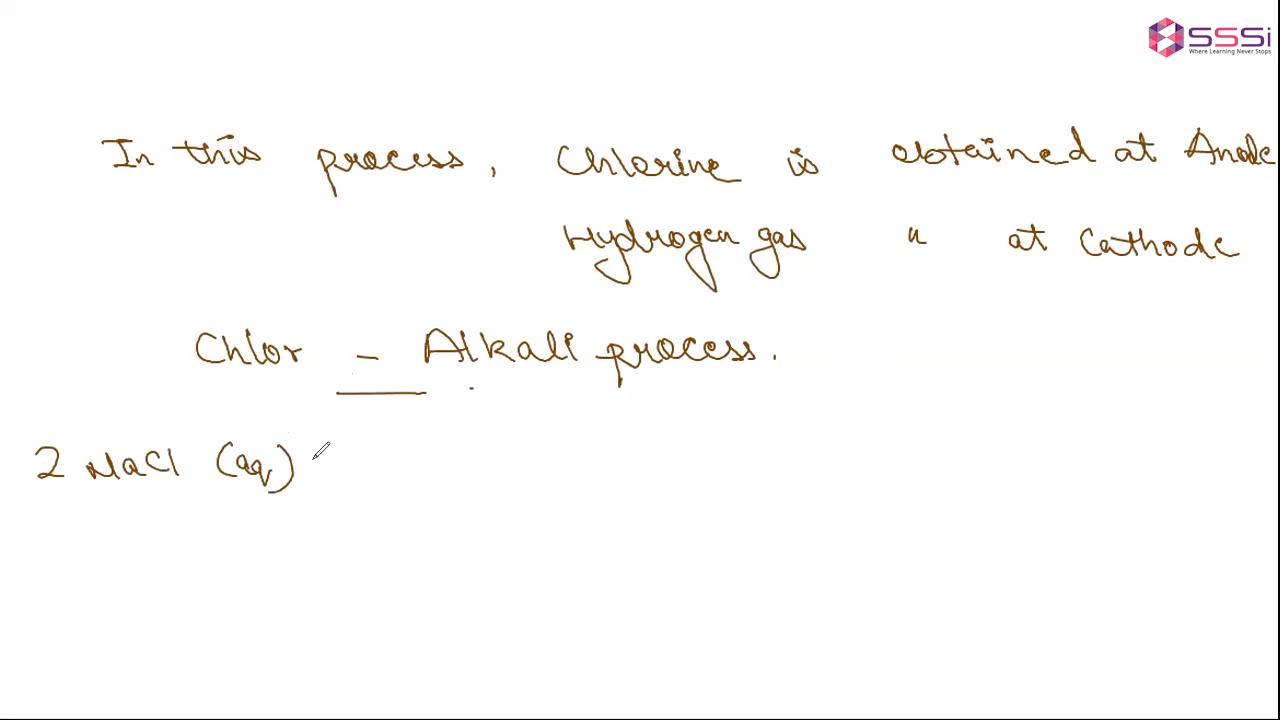 SSSi
Where Learning Never Stops
In this process, Chlorine is obtained at Anode
Hydrogen gas " at Cathode
Chlor - Alkali process.
2 NaCl (aq)